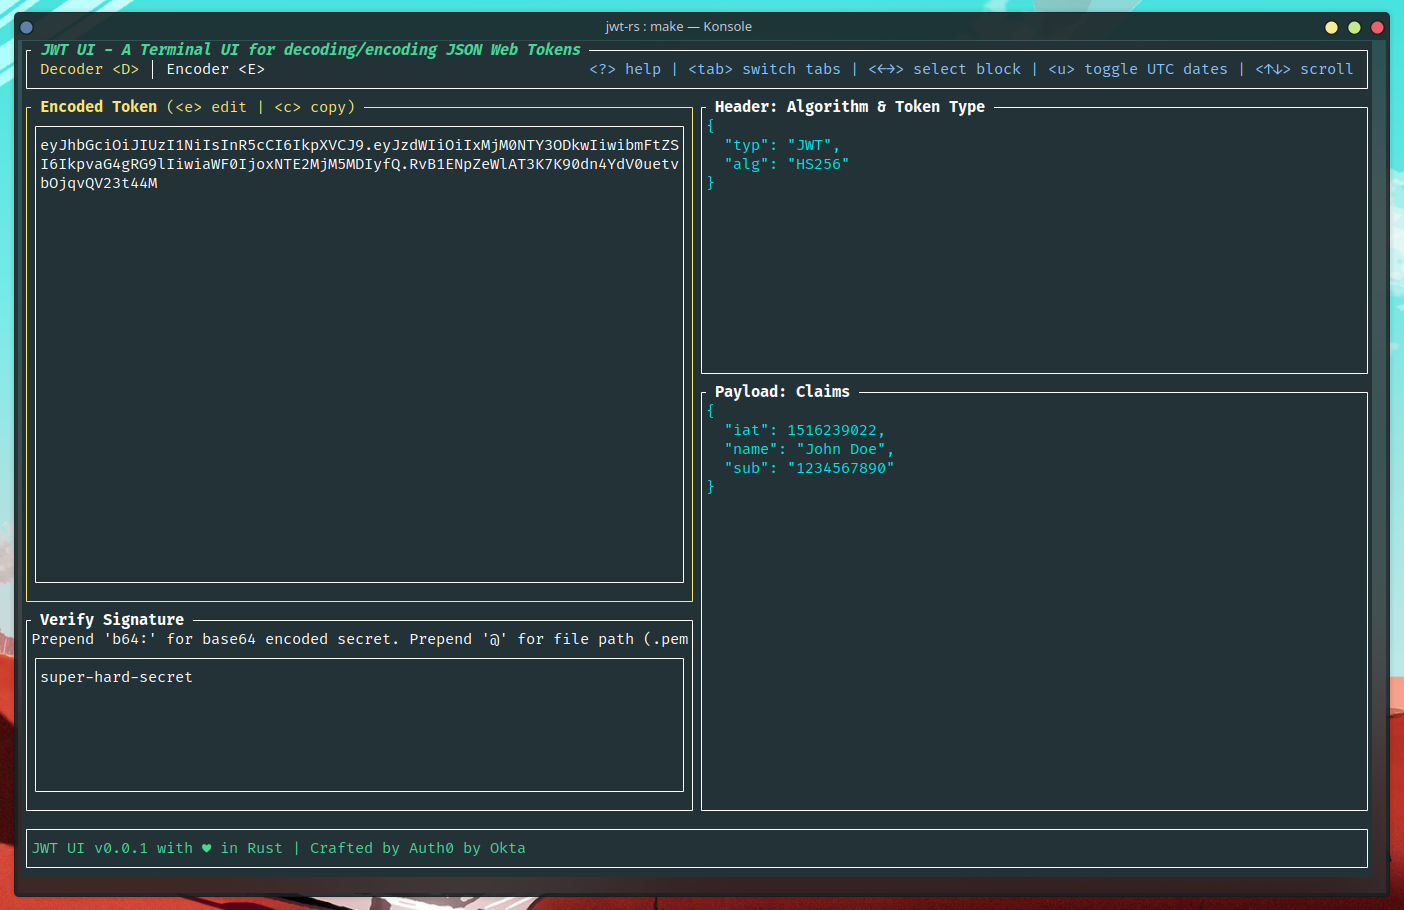 jwt-rs : make — Konsole
JWT UI – A Terminal UI for decoding/encoding JSON Web Tokens
Decoder <D> | Encoder <E>
<?> help | <tab> switch tabs | <←→> select block | <u> toggle UTC dates | <↑↓> scroll
Encoded Token (<e> edit | <c> copy)
eyJhbGciOiJIUzI1NiIsInR5cCI6IkpXVCJ9.eyJzdWIiOiIxMjM0NTY3ODkwIiwibmFtZS
I6IkpvaG4gRG9lIiwiaWF0IjoxNTE2MjM5MDIyfQ.RvB1ENpZeWlAT3K7K90dn4YdV0uetv
bOjqvQV23t44M
Header: Algorithm & Token Type
{
"typ": "JWT",
"alg": "HS256"
}
Payload: Claims
{
"iat": 1516239022,
"name": "John Doe",
"sub": "1234567890"
}
Verify Signature
Prepend 'b64:' for base64 encoded secret. Prepend '@' for file path (.pem
super-hard-secret
JWT UI v0.0.1 with ♥ in Rust | Crafted by Auth0 by Okta